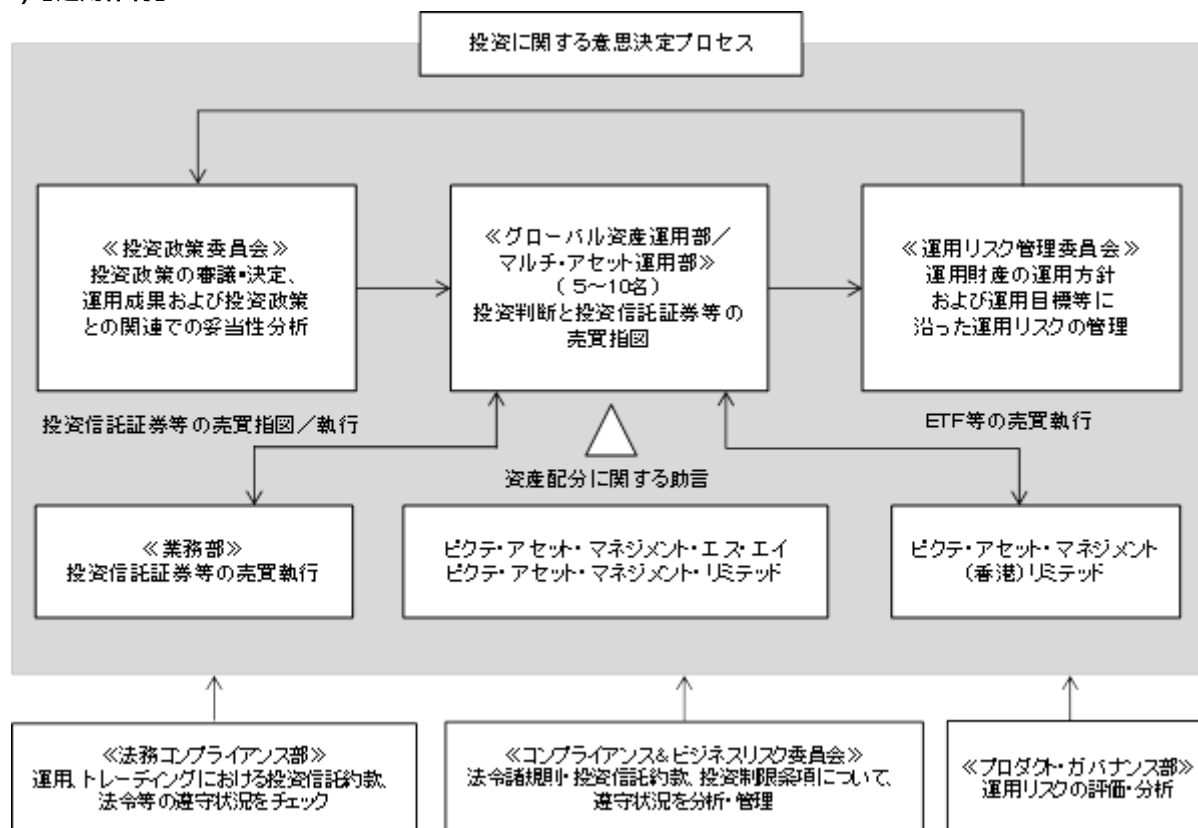 投資に関する意思決定プロセス
≪投資政策委員会≫
投資政策の審議・決定、
運用成果および投資政策
との関連での妥当性分析
≪グローバル資産運用部／
マルチ・アセット運用部≫
（5～10名）
投資判断と投資信託証券等の
売買指図
≪運用リスク管理委員会≫
運用財産の運用方針
および運用目標等に
沿った運用リスクの管理
投資信託証券等の売買指図／執行
ETF等の売買執行
資産配分に関する助言
≪業務部≫
投資信託証券等の売買執行
ピクテ・アセット・マネジメント・エス・エイ
ピクテ・アセット・マネジメント・リミテッド
ピクテ・アセット・マネジメント
（香港）リミテッド
≪法務コンプライアンス部≫
運用、トレーディングにおける投資信託約款、
法令等の遵守状況をチェック
≪コンプライアンス&ビジネスリスク委員会≫
法令諸規則・投資信託約款、投資制限条項について、
遵守状況を分析・管理
≪プロダクト・ガバナンス部≫
運用リスクの評価・分析